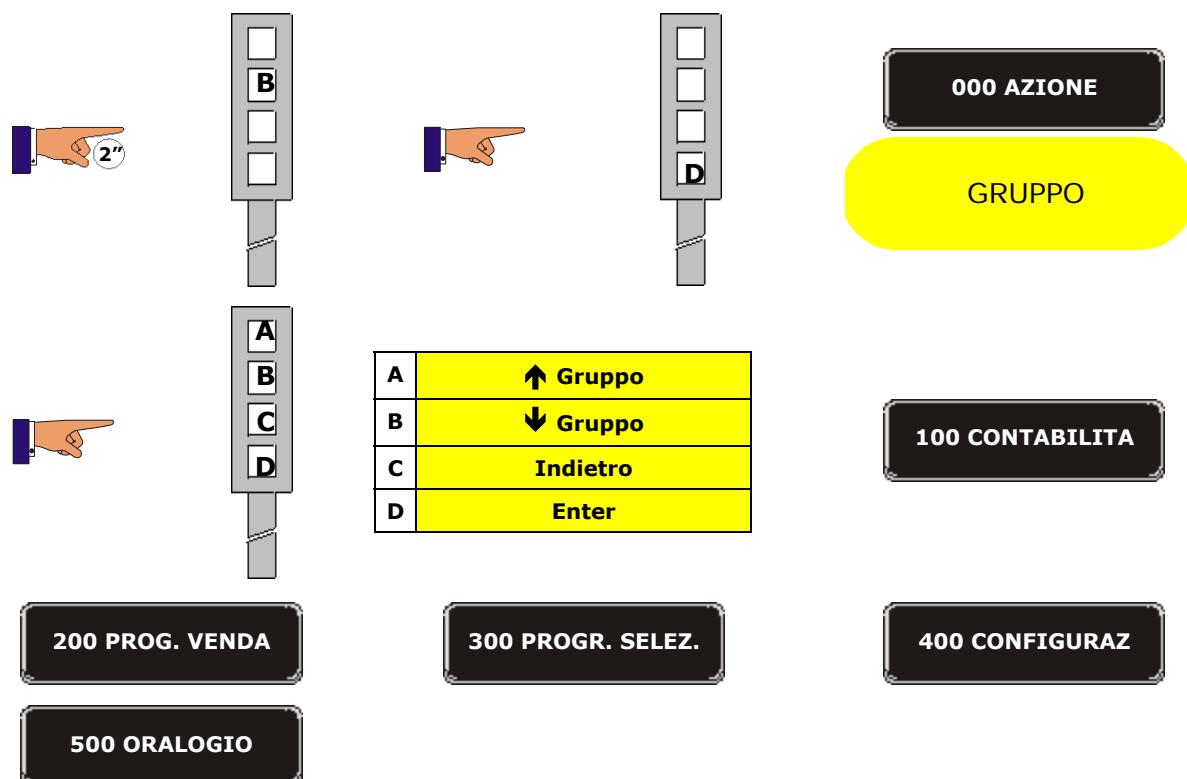 B
2"
D
000 AZIONE
GRUPPO
A
B
C
D
A ↑ Gruppo
B ↓ Gruppo
C Indietro
D Enter
100 CONTABILITA
200 PROG. VENDA
300 PROGR. SELEZ.
400 CONFIGURAZ
500 ORALOGIO